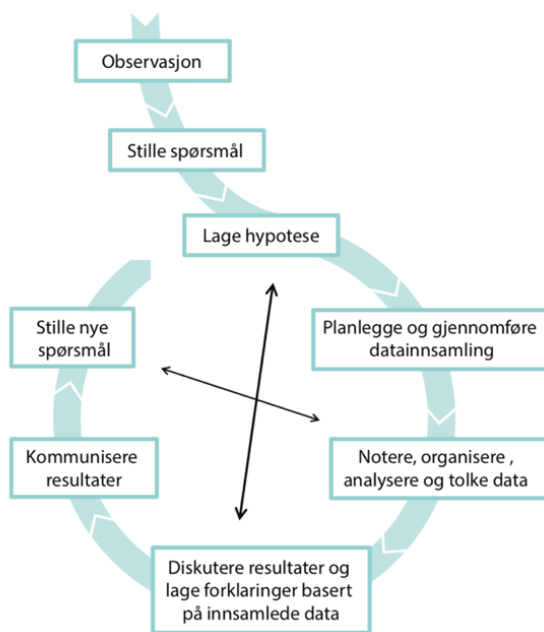 Observasjon
Stille spørsmål
Lage hypotese
Planlegge og gjennomføre
datainnsamling
Notere, organisere ,
analysere og tolke data
Diskutere resultater og
lage forklaringer basert
på innsamlede data
Kommunisere
resultater
Stille nye
spørsmål